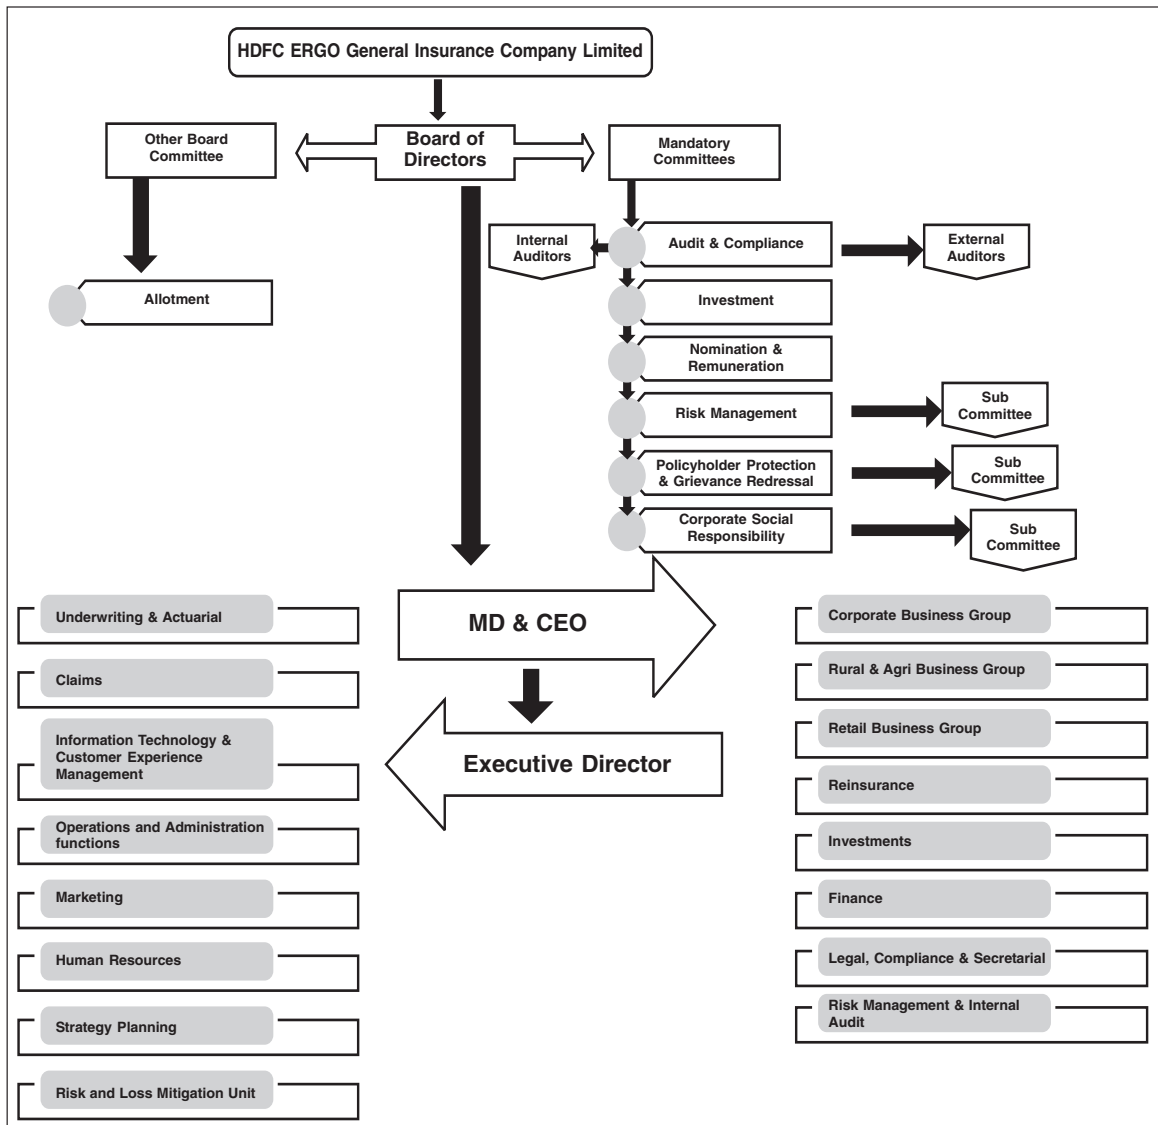 HDFC ERGO General Insurance Company Limited
Other Board
Committee
Board of
Directors
Mandatory
Committees
Internal
Auditors
Audit & Compliance
External
Auditors
Allotment
Investment
Nomination &
Remuneration
Risk Management
Sub
Committee
Policyholder Protection
& Grievance Redressal
Sub
Committee
Corporate Social
Responsibility
Sub
Committee
MD & CEO
Executive Director
Underwriting & Actuarial
Claims
Information Technology &
Customer Experience
Management
Operations and Administration
functions
Marketing
Human Resources
Strategy Planning
Risk and Loss Mitigation Unit
Corporate Business Group
Rural & Agri Business Group
Retail Business Group
Reinsurance
Investments
Finance
Legal, Compliance & Secretarial
Risk Management & Internal
Audit